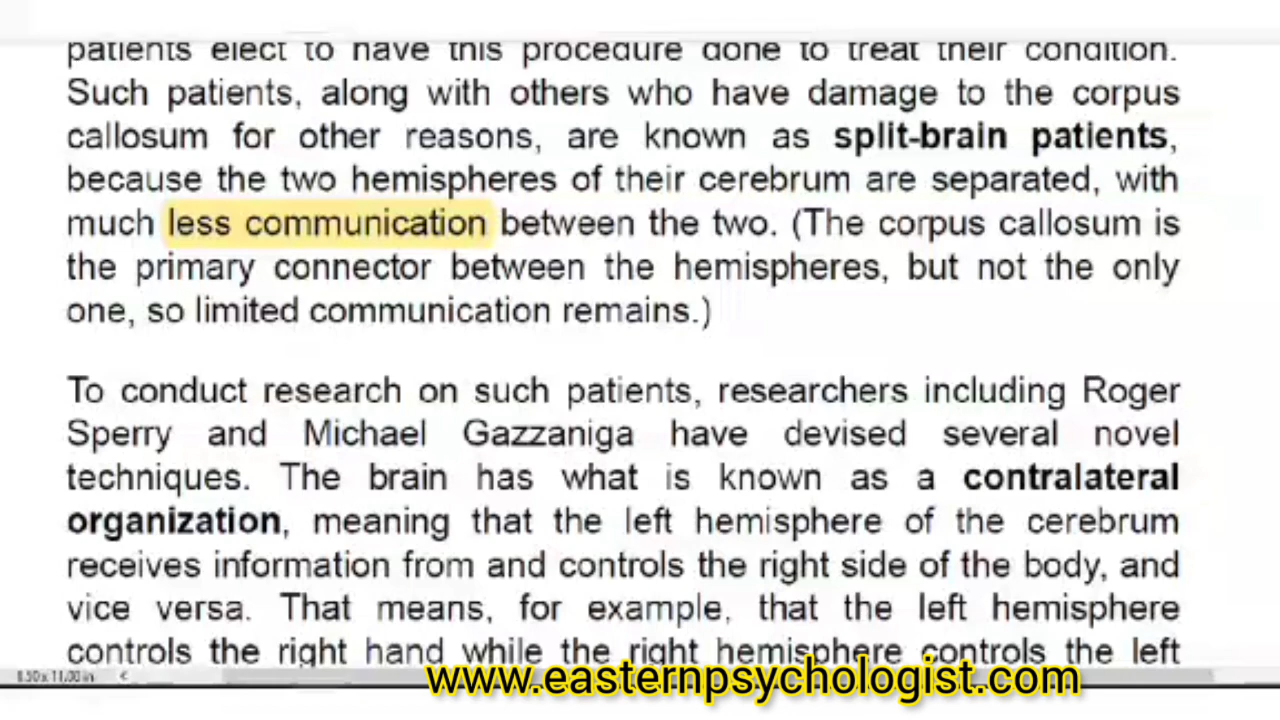 patients elect to have this procedure done to treat their condition.
Such patients, along with others who have damage to the corpus
callosum for other reasons, are known as split-brain patients,
because the two hemispheres of their cerebrum are separated, with
much less communication between the two. (The corpus callosum is
the primary connector between the hemispheres, but not the only
one, so limited communication remains.)
To conduct research on such patients, researchers including Roger
Sperry and Michael Gazzaniga have devised several novel
techniques. The brain has what is known as a contralateral
organization, meaning that the left hemisphere of the cerebrum
receives information from and controls the right side of the body, and
vice versa. That means, for example, that the left hemisphere
controls the right hand while the right hemisphere controls the left
8.50 x 11.00 in <
www.easternpsychologist.com